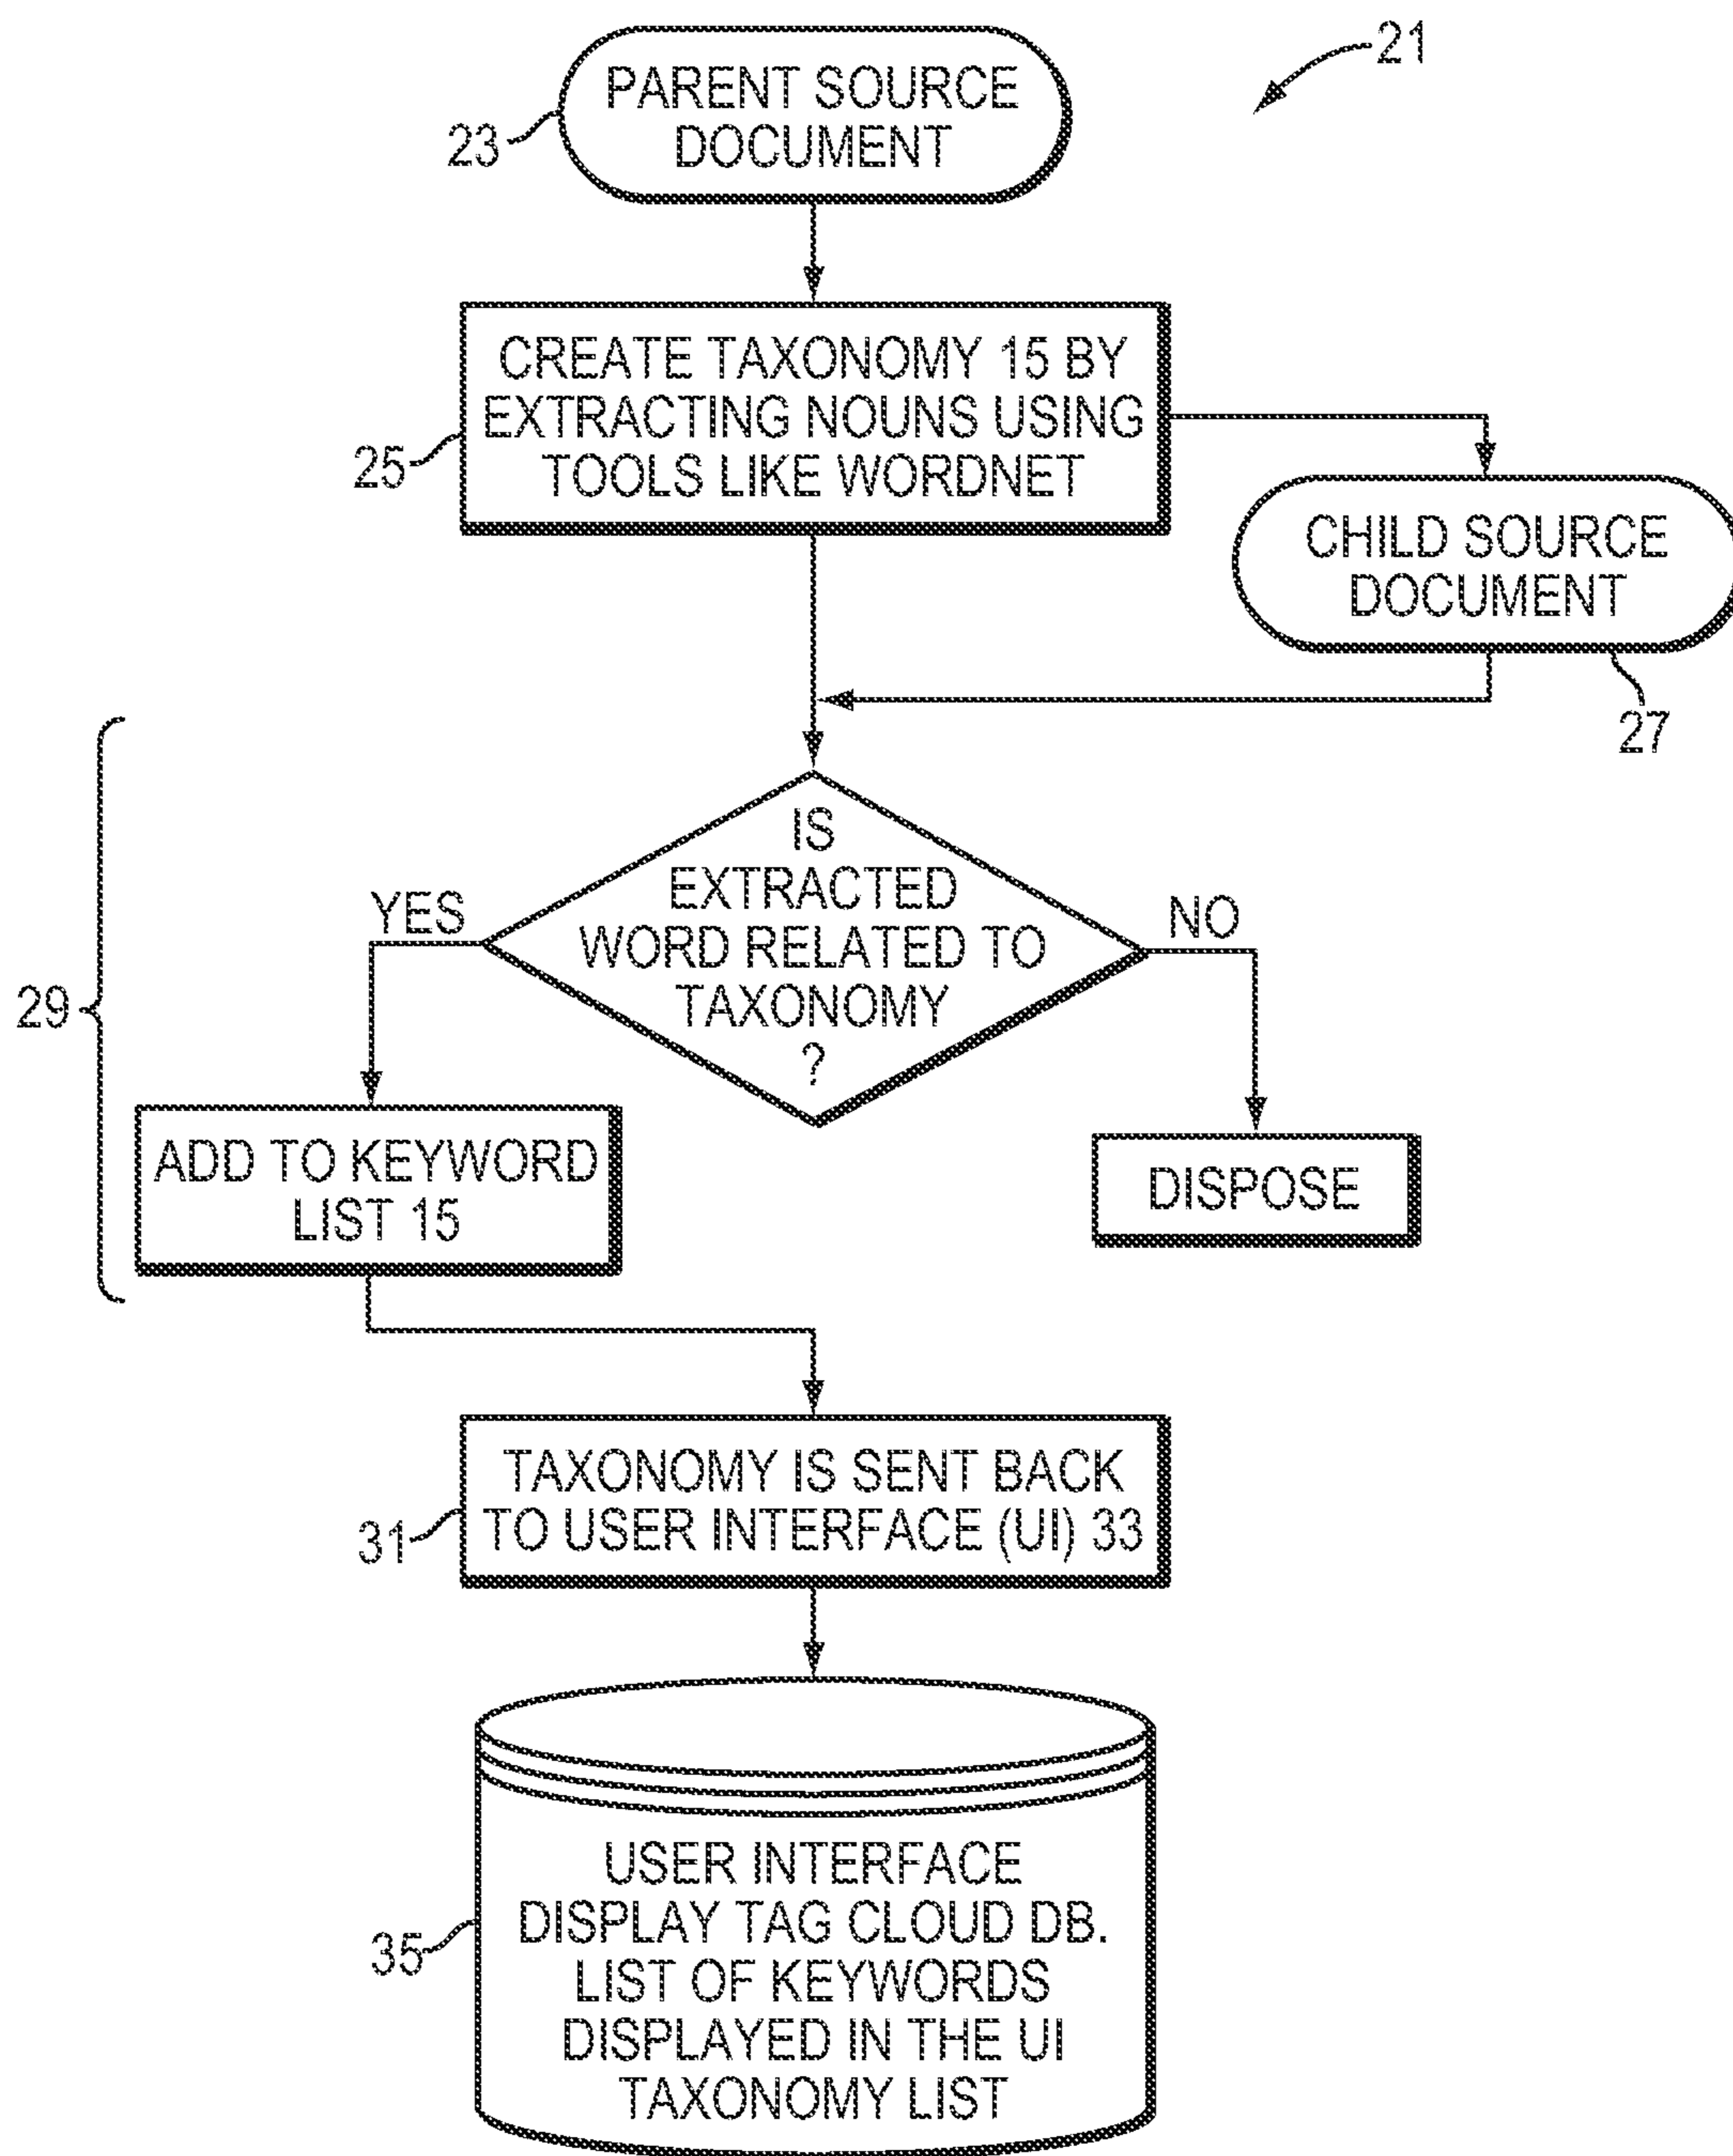 21
PARENT SOURCE
DOCUMENT
23
CREATE TAXONOMY 15 BY
EXTRACTING NOUNS USING
TOOLS LIKE WORDNET
25
CHILD SOURCE
DOCUMENT
27
IS
EXTRACTED
WORD RELATED TO
TAXONOMY
?
YES
NO
29
ADD TO KEYWORD
LIST 15
DISPOSE
TAXONOMY IS SENT BACK
TO USER INTERFACE (UI) 33
31
USER INTERFACE
DISPLAY TAG CLOUD DB.
LIST OF KEYWORDS
DISPLAYED IN THE UI
TAXONOMY LIST
35